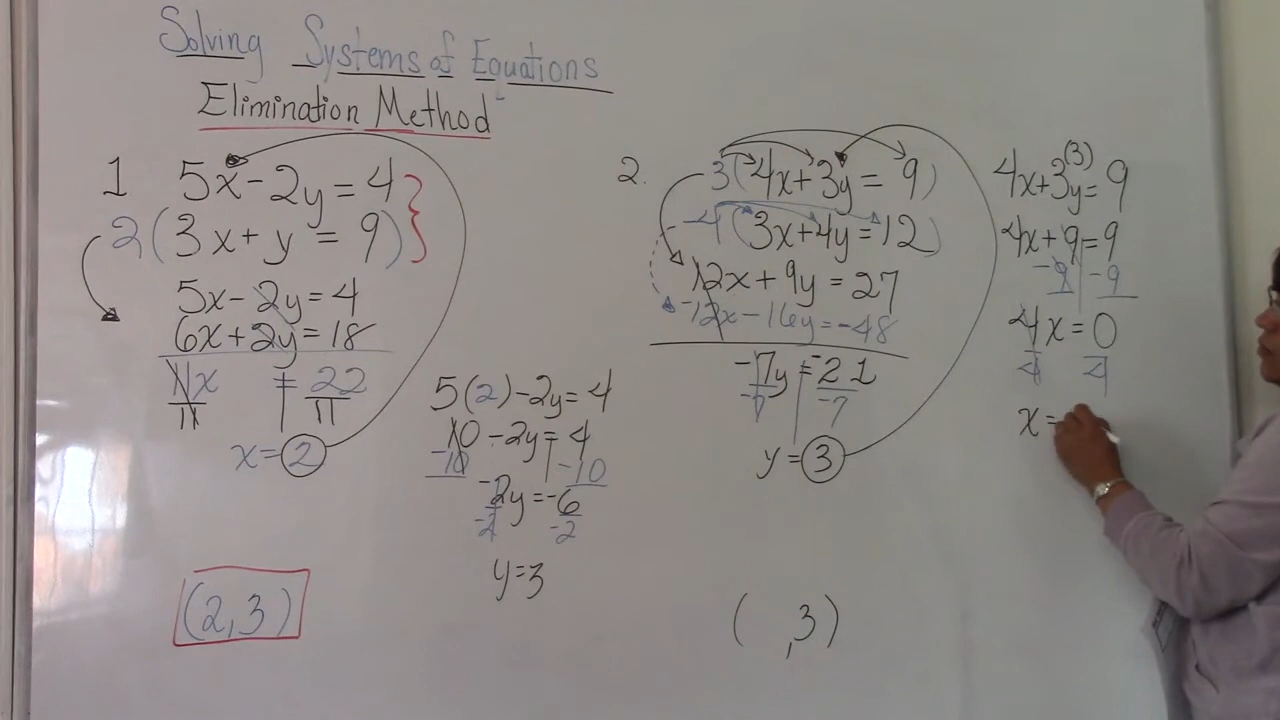 Solving Systems of Equations
Elimination Method
1 5x-2y=4
2(3x+y=9)
5x-2y=4
6x+2y=18
11x = 22
11 11
x=2
(2,3)
5(2)-2y=4
10-2y=4
-10 -10
-2y=-6
-2 -2
y=3
2. 3(4x+3y=9)
-4(3x+4y=12)
12x+9y=27
-12x-16y=-48
-7y=-21
-7 -7
y=3
( ,3)
4x+3y=9
(3)
4x+9=9
-9 -9
4x=0
4 4
x=